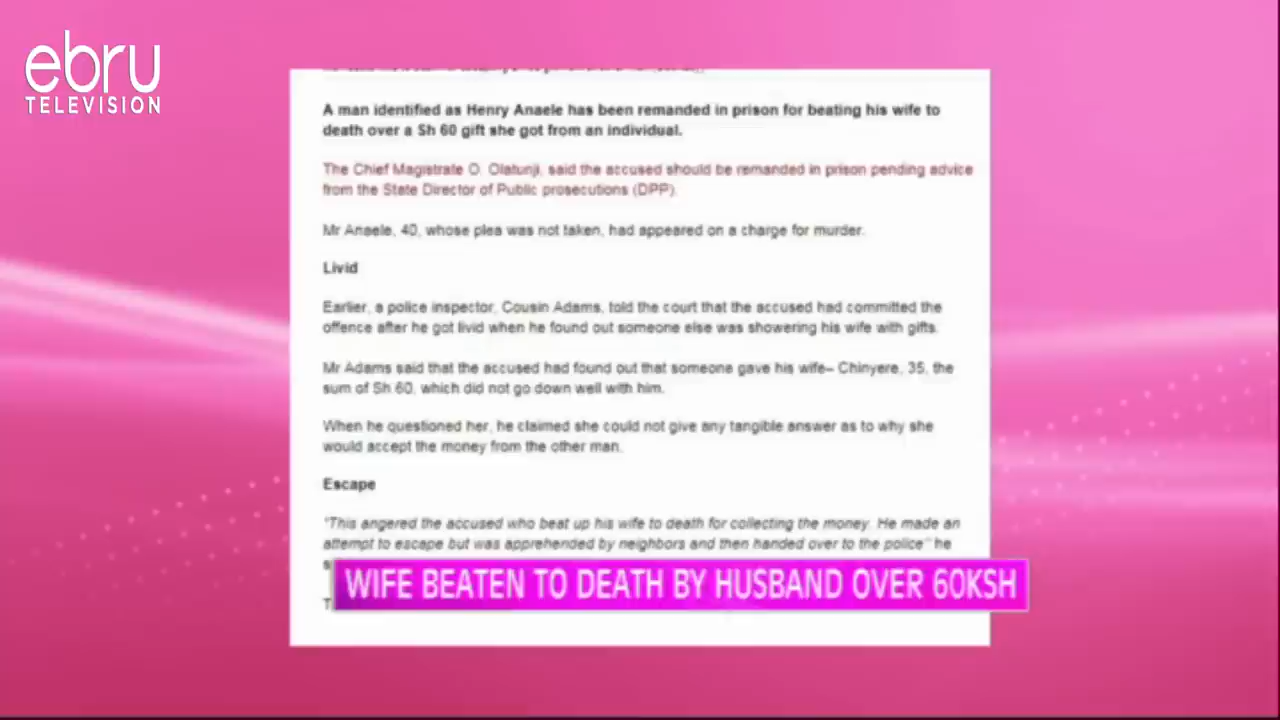 ebru
TELEVISION
A man identified as Henry Anaele has been remanded in prison for beating his wife to
death over a Sh 60 gift she got from an individual.
The Chief Magistrate O. Olatunji, said the accused should be remanded in prison pending advice
from the State Director of Public prosecutions (DPP).
Mr Anaele, 40, whose plea was not taken, had appeared on a charge for murder.
Livid
Earlier, a police inspector, Cousin Adams, told the court that the accused had committed the
offence after he got livid when he found out someone else was showering his wife with gifts.
Mr Adams said that the accused had found out that someone gave his wife– Chinyere, 35, the
sum of Sh 60, which did not go down well with him.
When he questioned her, he claimed she could not give any tangible answer as to why she
would accept the money from the other man.
Escape
"This angered the accused who beat up his wife to death for collecting the money. He made an
attempt to escape but was apprehended by neighbors and then handed over to the police" he
WIFE BEATEN TO DEATH BY HUSBAND OVER 60KSH